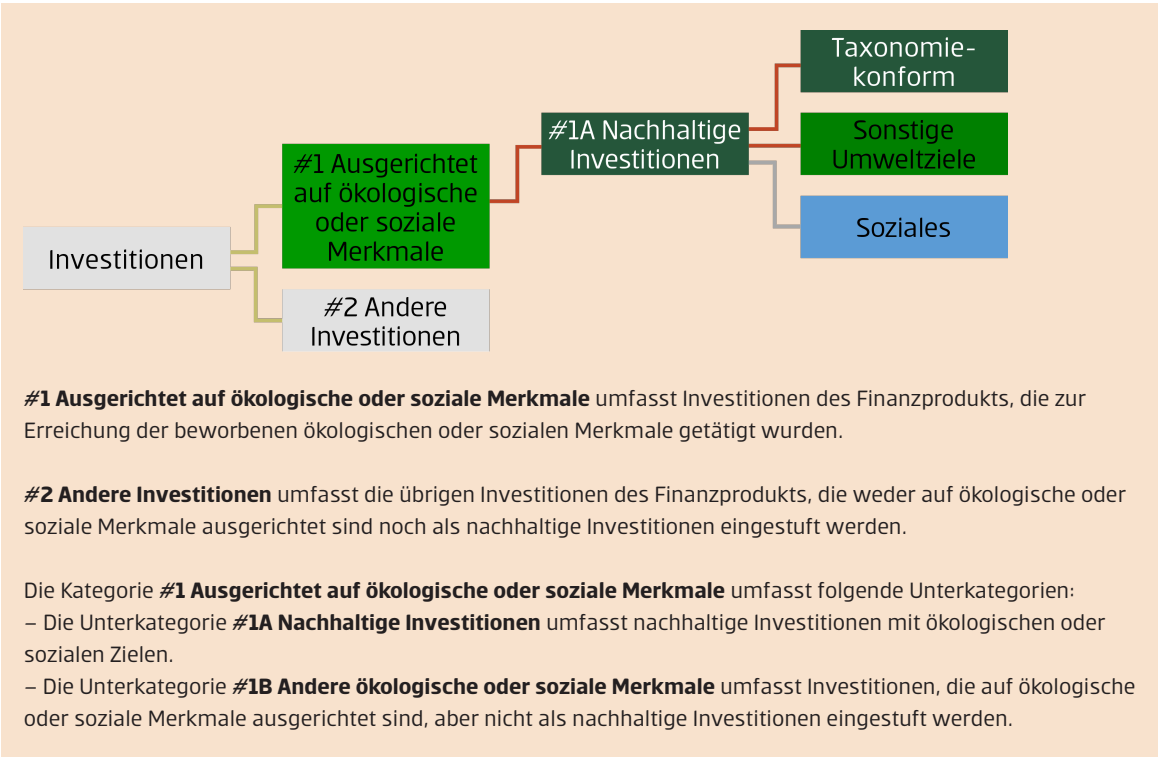 Taxonomie-
konform
#1A Nachhaltige
Investitionen
Sonstige
Umweltziele
#1 Ausgerichtet
auf ökologische
oder soziale
Merkmale
Soziales
Investitionen
#2 Andere
Investitionen
#1 Ausgerichtet auf ökologische oder soziale Merkmale umfasst Investitionen des Finanzprodukts, die zur
Erreichung der beworbenen ökologischen oder sozialen Merkmale getätigt wurden.
#2 Andere Investitionen umfasst die übrigen Investitionen des Finanzprodukts, die weder auf ökologische oder
soziale Merkmale ausgerichtet sind noch als nachhaltige Investitionen eingestuft werden.
Die Kategorie #1 Ausgerichtet auf ökologische oder soziale Merkmale umfasst folgende Unterkategorien:
– Die Unterkategorie #1A Nachhaltige Investitionen umfasst nachhaltige Investitionen mit ökologischen oder
sozialen Zielen.
– Die Unterkategorie #1B Andere ökologische oder soziale Merkmale umfasst Investitionen, die auf ökologische
oder soziale Merkmale ausgerichtet sind, aber nicht als nachhaltige Investitionen eingestuft werden.